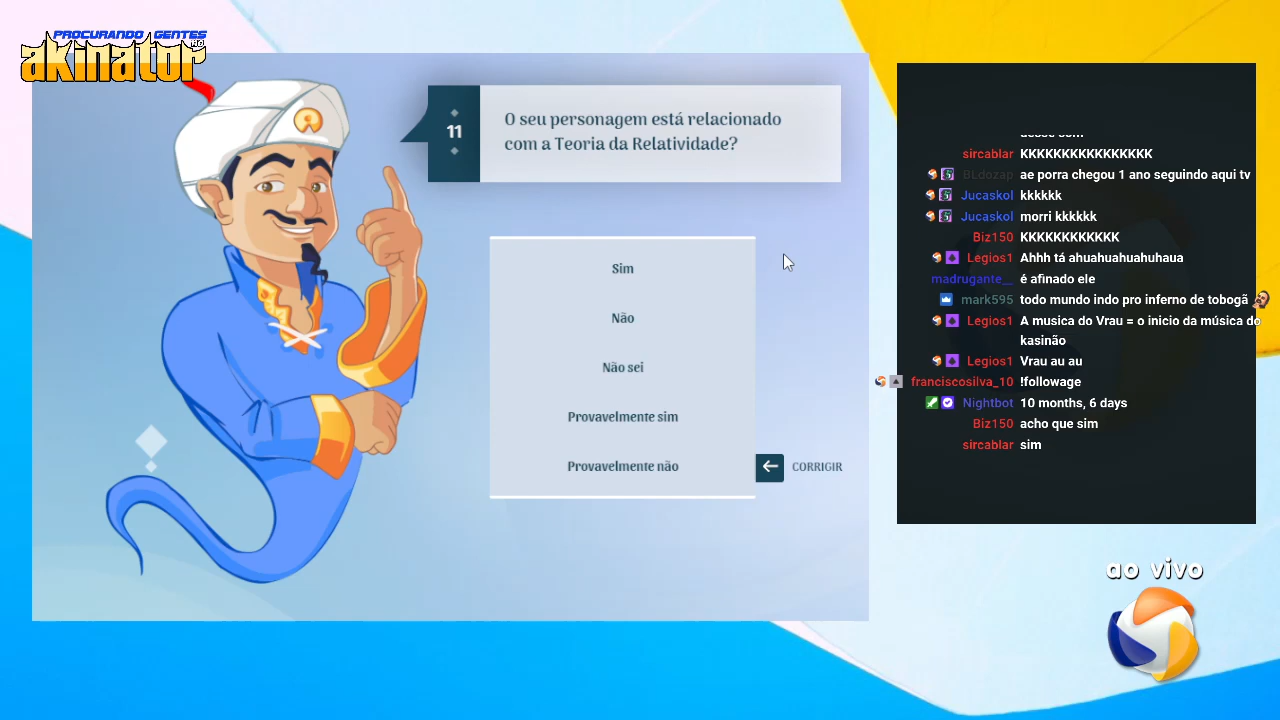 PROCURANDO GENTES
NO
akinator
11
O seu personagem está relacionado
com a Teoria da Relatividade?
Sim
Não
Não sei
Provavelmente sim
Provavelmente não
CORRIGIR
sircablar KKKKKKKKKKKKKKKK
BLdozap ae porra chegou 1 ano seguindo aqui tv
Jucaskol kkkkkk
Jucaskol morri kkkkkk
Biz150 KKKKKKKKKKKK
Legios1 Ahhh tá ahuahuahuahuhaua
madrugante__ é afinado ele
mark595 todo mundo indo pro inferno de tobogã
Legios1 A musica do Vrau = o inicio da música do
kasinão
Legios1 Vrau au au
franciscosilva_10 !followage
Nightbot 10 months, 6 days
Biz150 acho que sim
sircablar sim
ao vivo